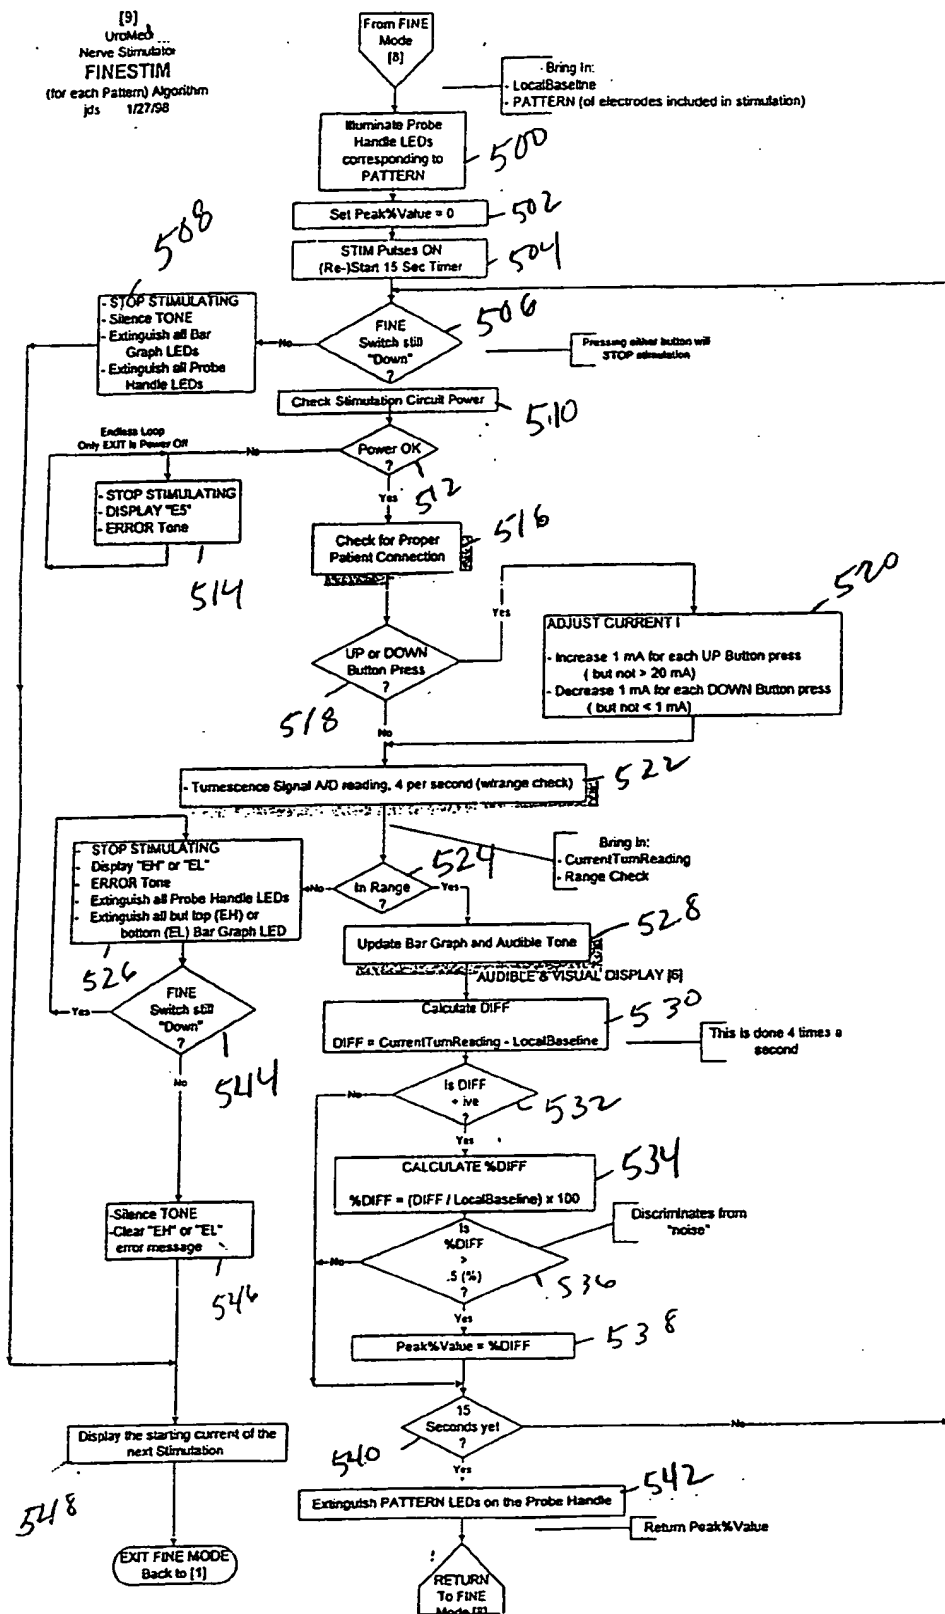 [9]
UroMed
Nerve Stimulator
FINESTIM
(for each Pattern) Algorithm
jds 1/27/98
From FINE
Mode
[8]
Bring In:
- LocalBaseline
- PATTERN (of electrodes included in stimulation)
Illuminate Probe
Handle LEDs
corresponding to
PATTERN
500
Set Peak%Value = 0
502
STIM Pulses ON
(Re-)Start 15 Sec Timer
504
508
- STOP STIMULATING
- Silence TONE
- Extinguish all Bar
Graph LEDs
- Extinguish all Probe
Handle LEDs
No
FINE
Switch still
"Down"
?
506
Pressing either button will
STOP stimulation
Check Stimulation Circuit Power
510
Endless Loop
Only EXIT is Power Off
No
Power OK
?
512
Yes
- STOP STIMULATING
- DISPLAY "E5"
- ERROR Tone
514
Check for Proper
Patient Connection
516
Yes
520
ADJUST CURRENT I
- Increase 1 mA for each UP Button press
( but not > 20 mA)
- Decrease 1 mA for each DOWN Button press
( but not < 1 mA)
UP or DOWN
Button Press
?
518
No
- Tumescence Signal A/D reading, 4 per second (w/range check)
522
- STOP STIMULATING
- Display "EH" or "EL"
- ERROR Tone
- Extinguish all Probe Handle LEDs
- Extinguish all but top (EH) or
bottom (EL) Bar Graph LED
526
No
In Range
?
524
Yes
Bring In:
- CurrentTumReading
- Range Check
Update Bar Graph and Audible Tone
528
AUDIBLE & VISUAL DISPLAY [6]
Yes
FINE
Switch still
"Down"
?
544
No
Calculate DIFF
DIFF = CurrentTumReading - LocalBaseline
530
This is done 4 times a
second
No
Is DIFF
+ ive
?
532
Yes
CALCULATE %DIFF
%DIFF = (DIFF / LocalBaseline) x 100
534
-Silence TONE
-Clear "EH" or "EL"
error message
546
No
Is
%DIFF
>
.5 (%)
?
536
Discriminates from
"noise"
Yes
Peak%Value = %DIFF
538
15
Seconds yet
?
540
No
Yes
Display the starting current of the
next Stimulation
548
Extinguish PATTERN LEDs on the Probe Handle
542
Return Peak%Value
EXIT FINE MODE
Back to [1]
RETURN
To FINE
Mode [8]